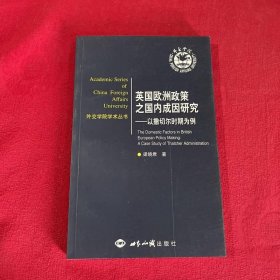 Academic Series
of
China Foreign
Affairs
University
外交学院学术丛书
英国欧洲政策
之国内成因研究
——以撒切尔时期为例
The Domestic Factors in British
European Policy Making:
A Case Study of Thatcher Administration
梁晓君 著
世界知识出版社